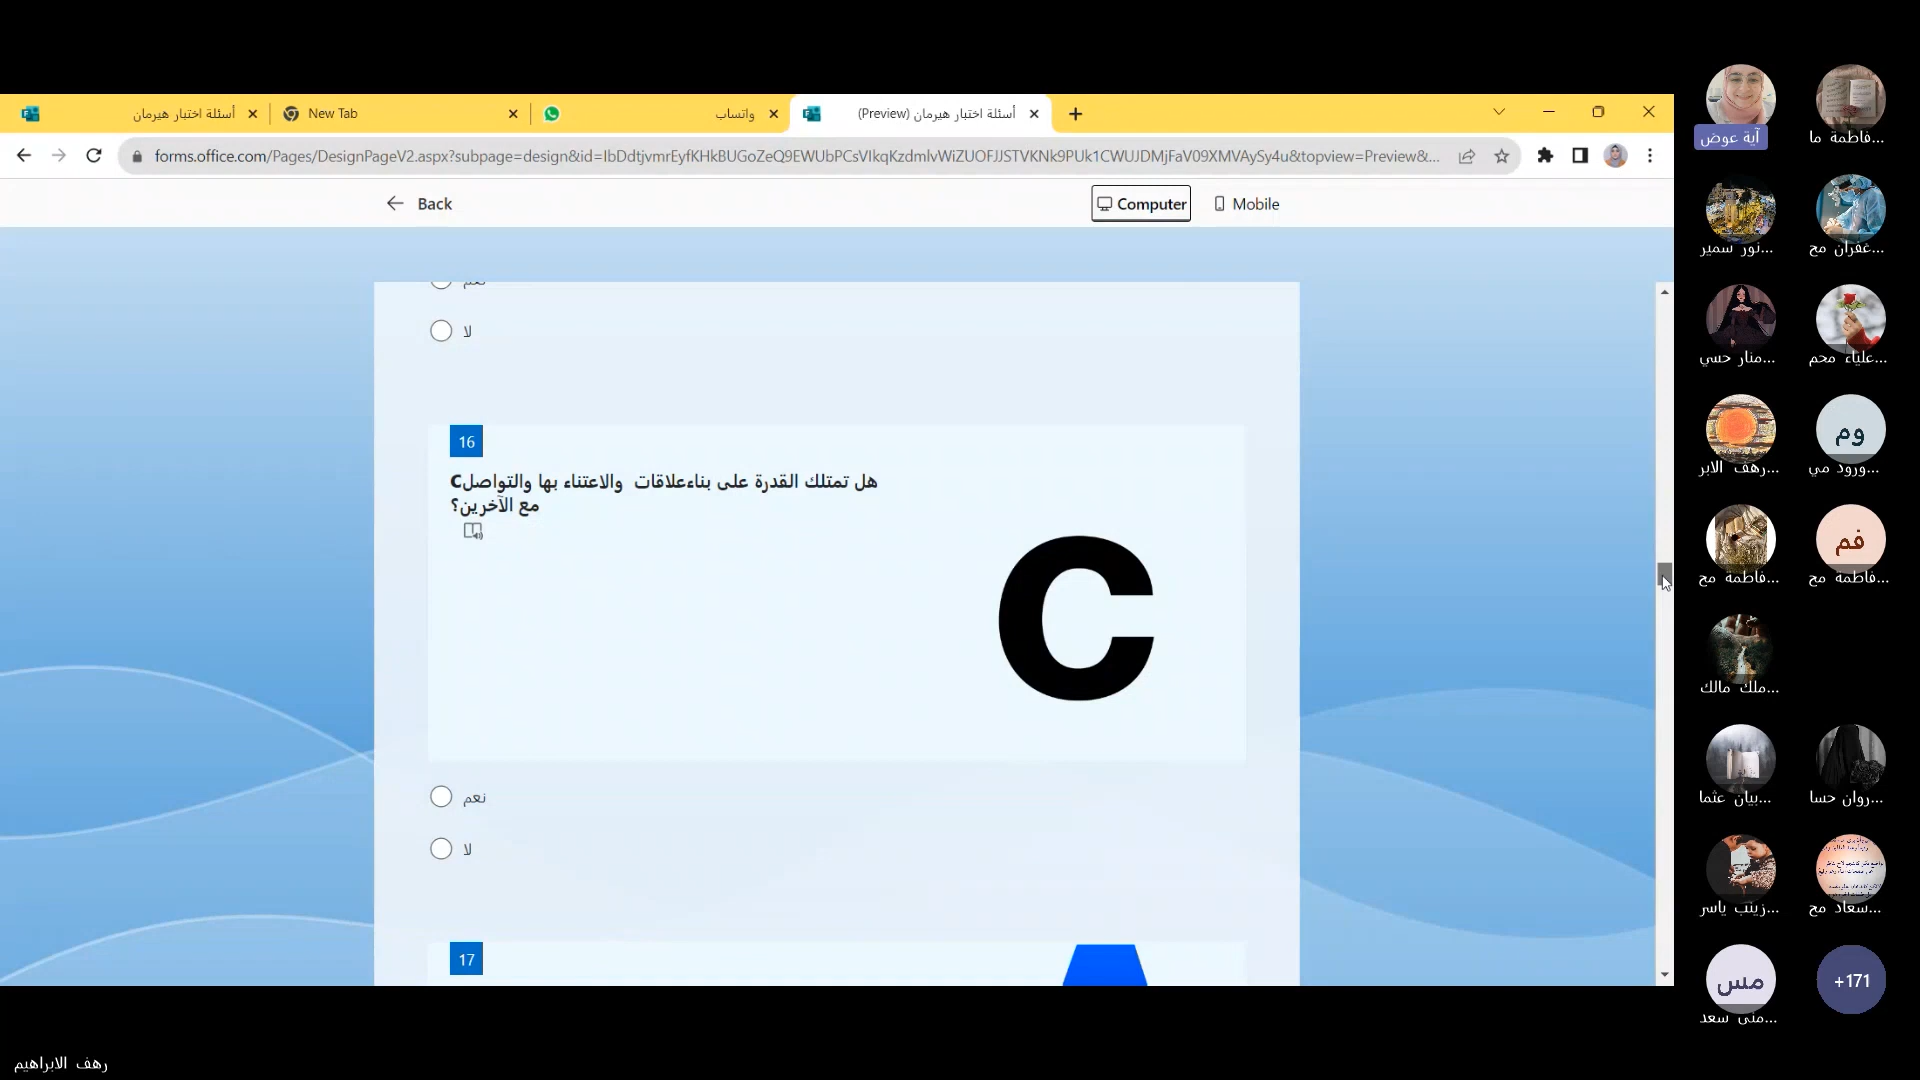 أسئلة اختبار هيرمان
New Tab
واتساب
أسئلة اختبار هيرمان (Preview)
forms.office.com/Pages/DesignPageV2.aspx?subpage=design&id=IbDdtjvmrEyfKHkBUGoZeQ9EWUbPCsVIkqKzdmlvWiZUOFJJSTVKNk9PUk1CWUJDMjFaV09XMVAySy4u&topview=Preview&...
Back
Computer
Mobile
نعم
لا
16
هل تمتلك القدرة على بناءعلاقات والاعتناء بها والتواصلC
مع الآخرين؟
C
نعم
لا
17
آية عوض
فاطمة ما...
نور سمير...
غفران مح...
منار حسي...
علياء محم...
رهف الابر...
وم
ورود مي...
فاطمة مح...
فم
فاطمة مح...
ملك مالك...
بيان عثما...
روان حسا...
زينب ياسر...
سعاد مح...
مس
منى سعد...
+171
رهف الابراهيم